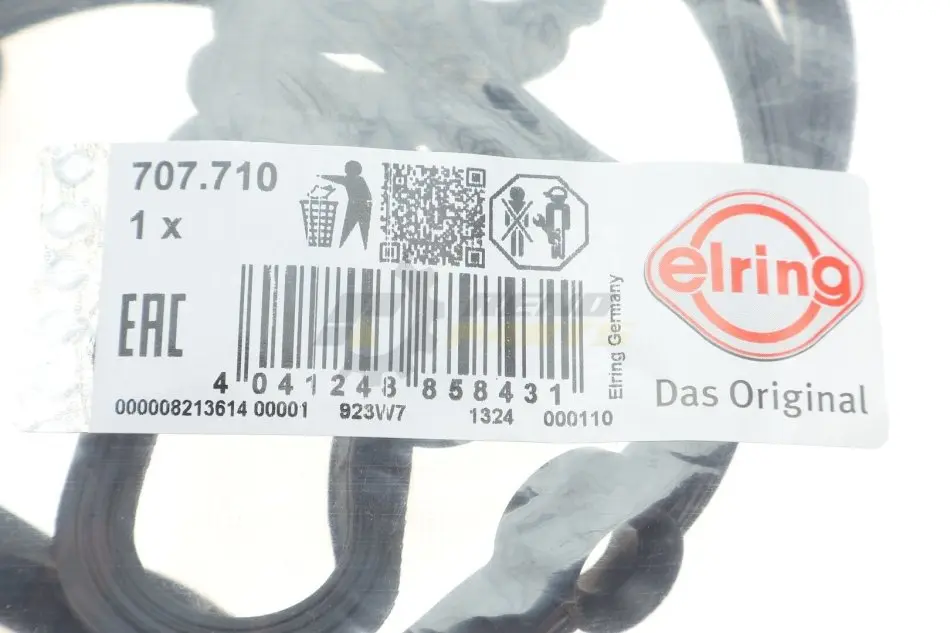 707.710
1 x
EAC
4 041248 858431
000008213614 00001 923W7 1324 000110
Elring Germany
elring
Das Original